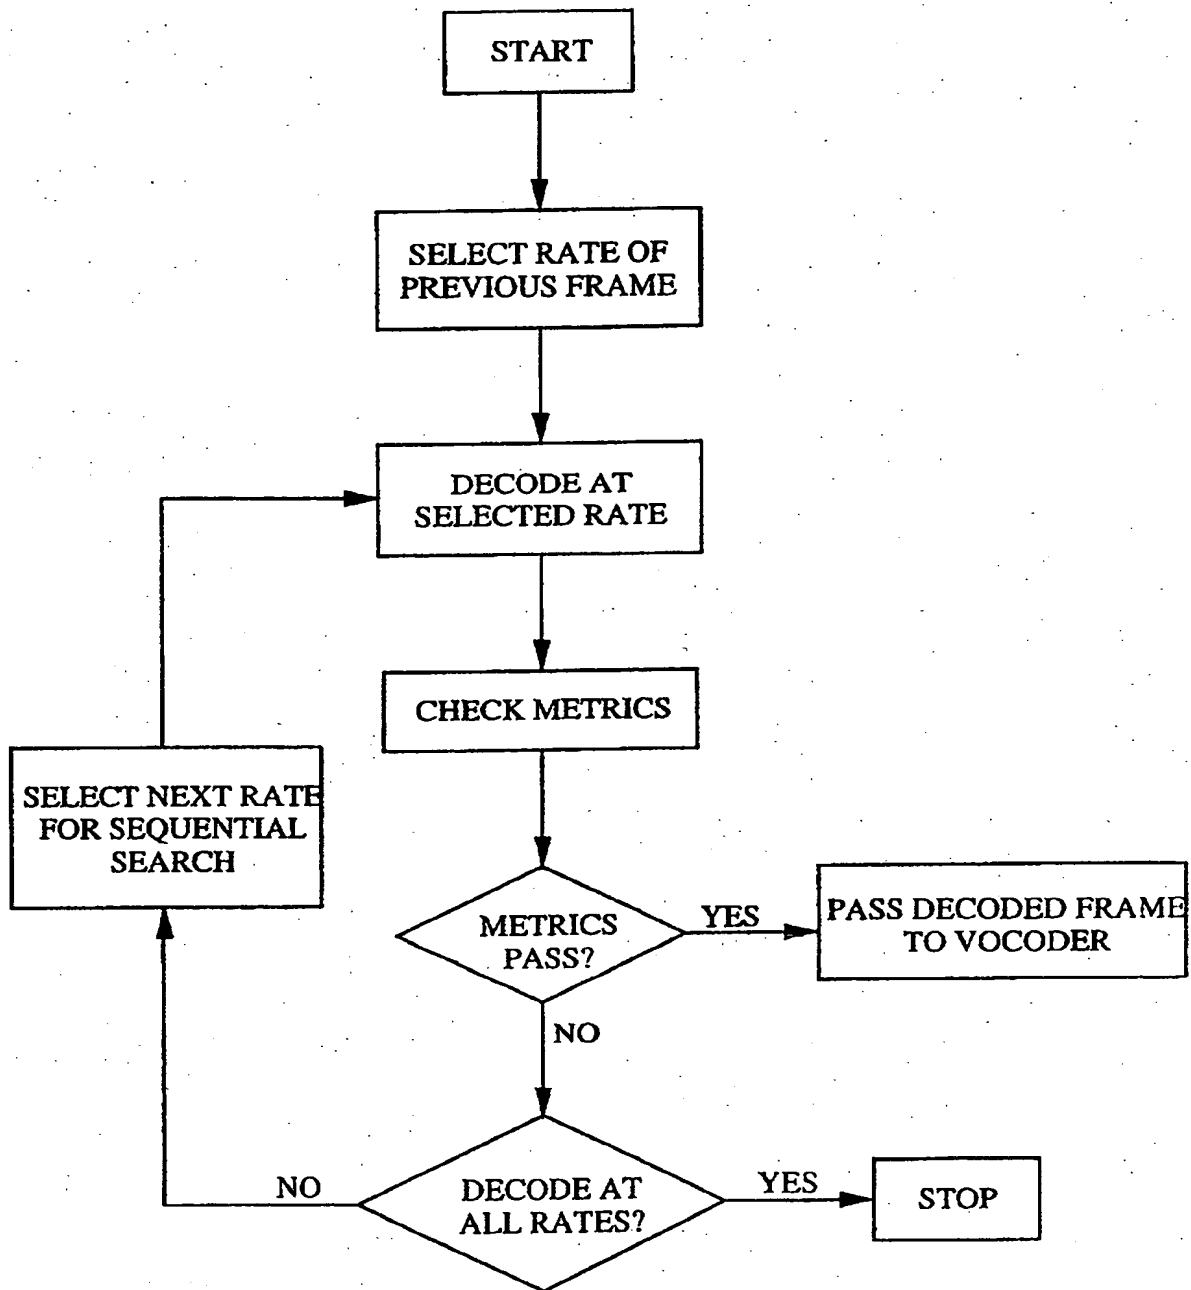 START
SELECT RATE OF
PREVIOUS FRAME
DECODE AT
SELECTED RATE
CHECK METRICS
SELECT NEXT RATE
FOR SEQUENTIAL
SEARCH
METRICS
PASS?
YES
PASS DECODED FRAME
TO VOCODER
NO
DECODE AT
ALL RATES?
NO
YES
STOP